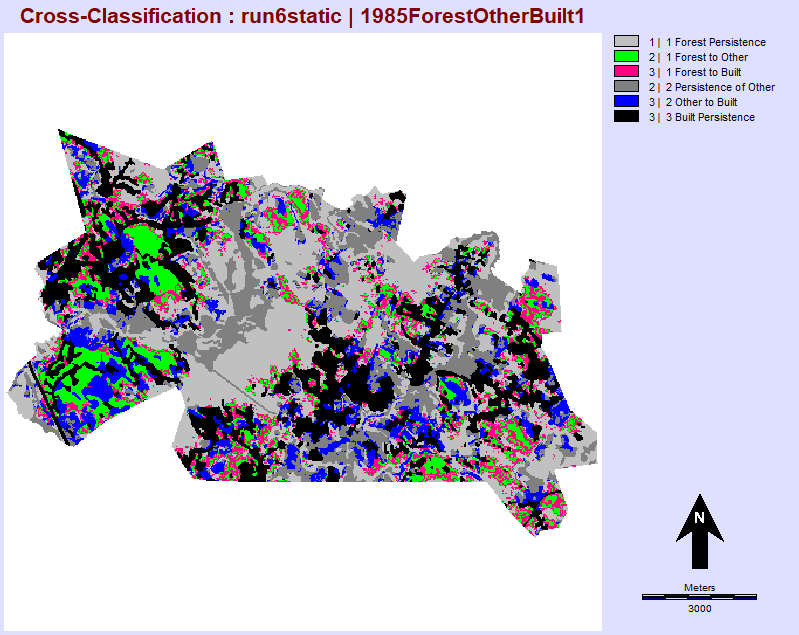 Cross-Classification : run6static | 1985ForestOtherBuilt1
1 | 1 Forest Persistence
2 | 1 Forest to Other
3 | 1 Forest to Built
2 | 2 Persistence of Other
3 | 2 Other to Built
3 | 3 Built Persistence
N
Meters
3000